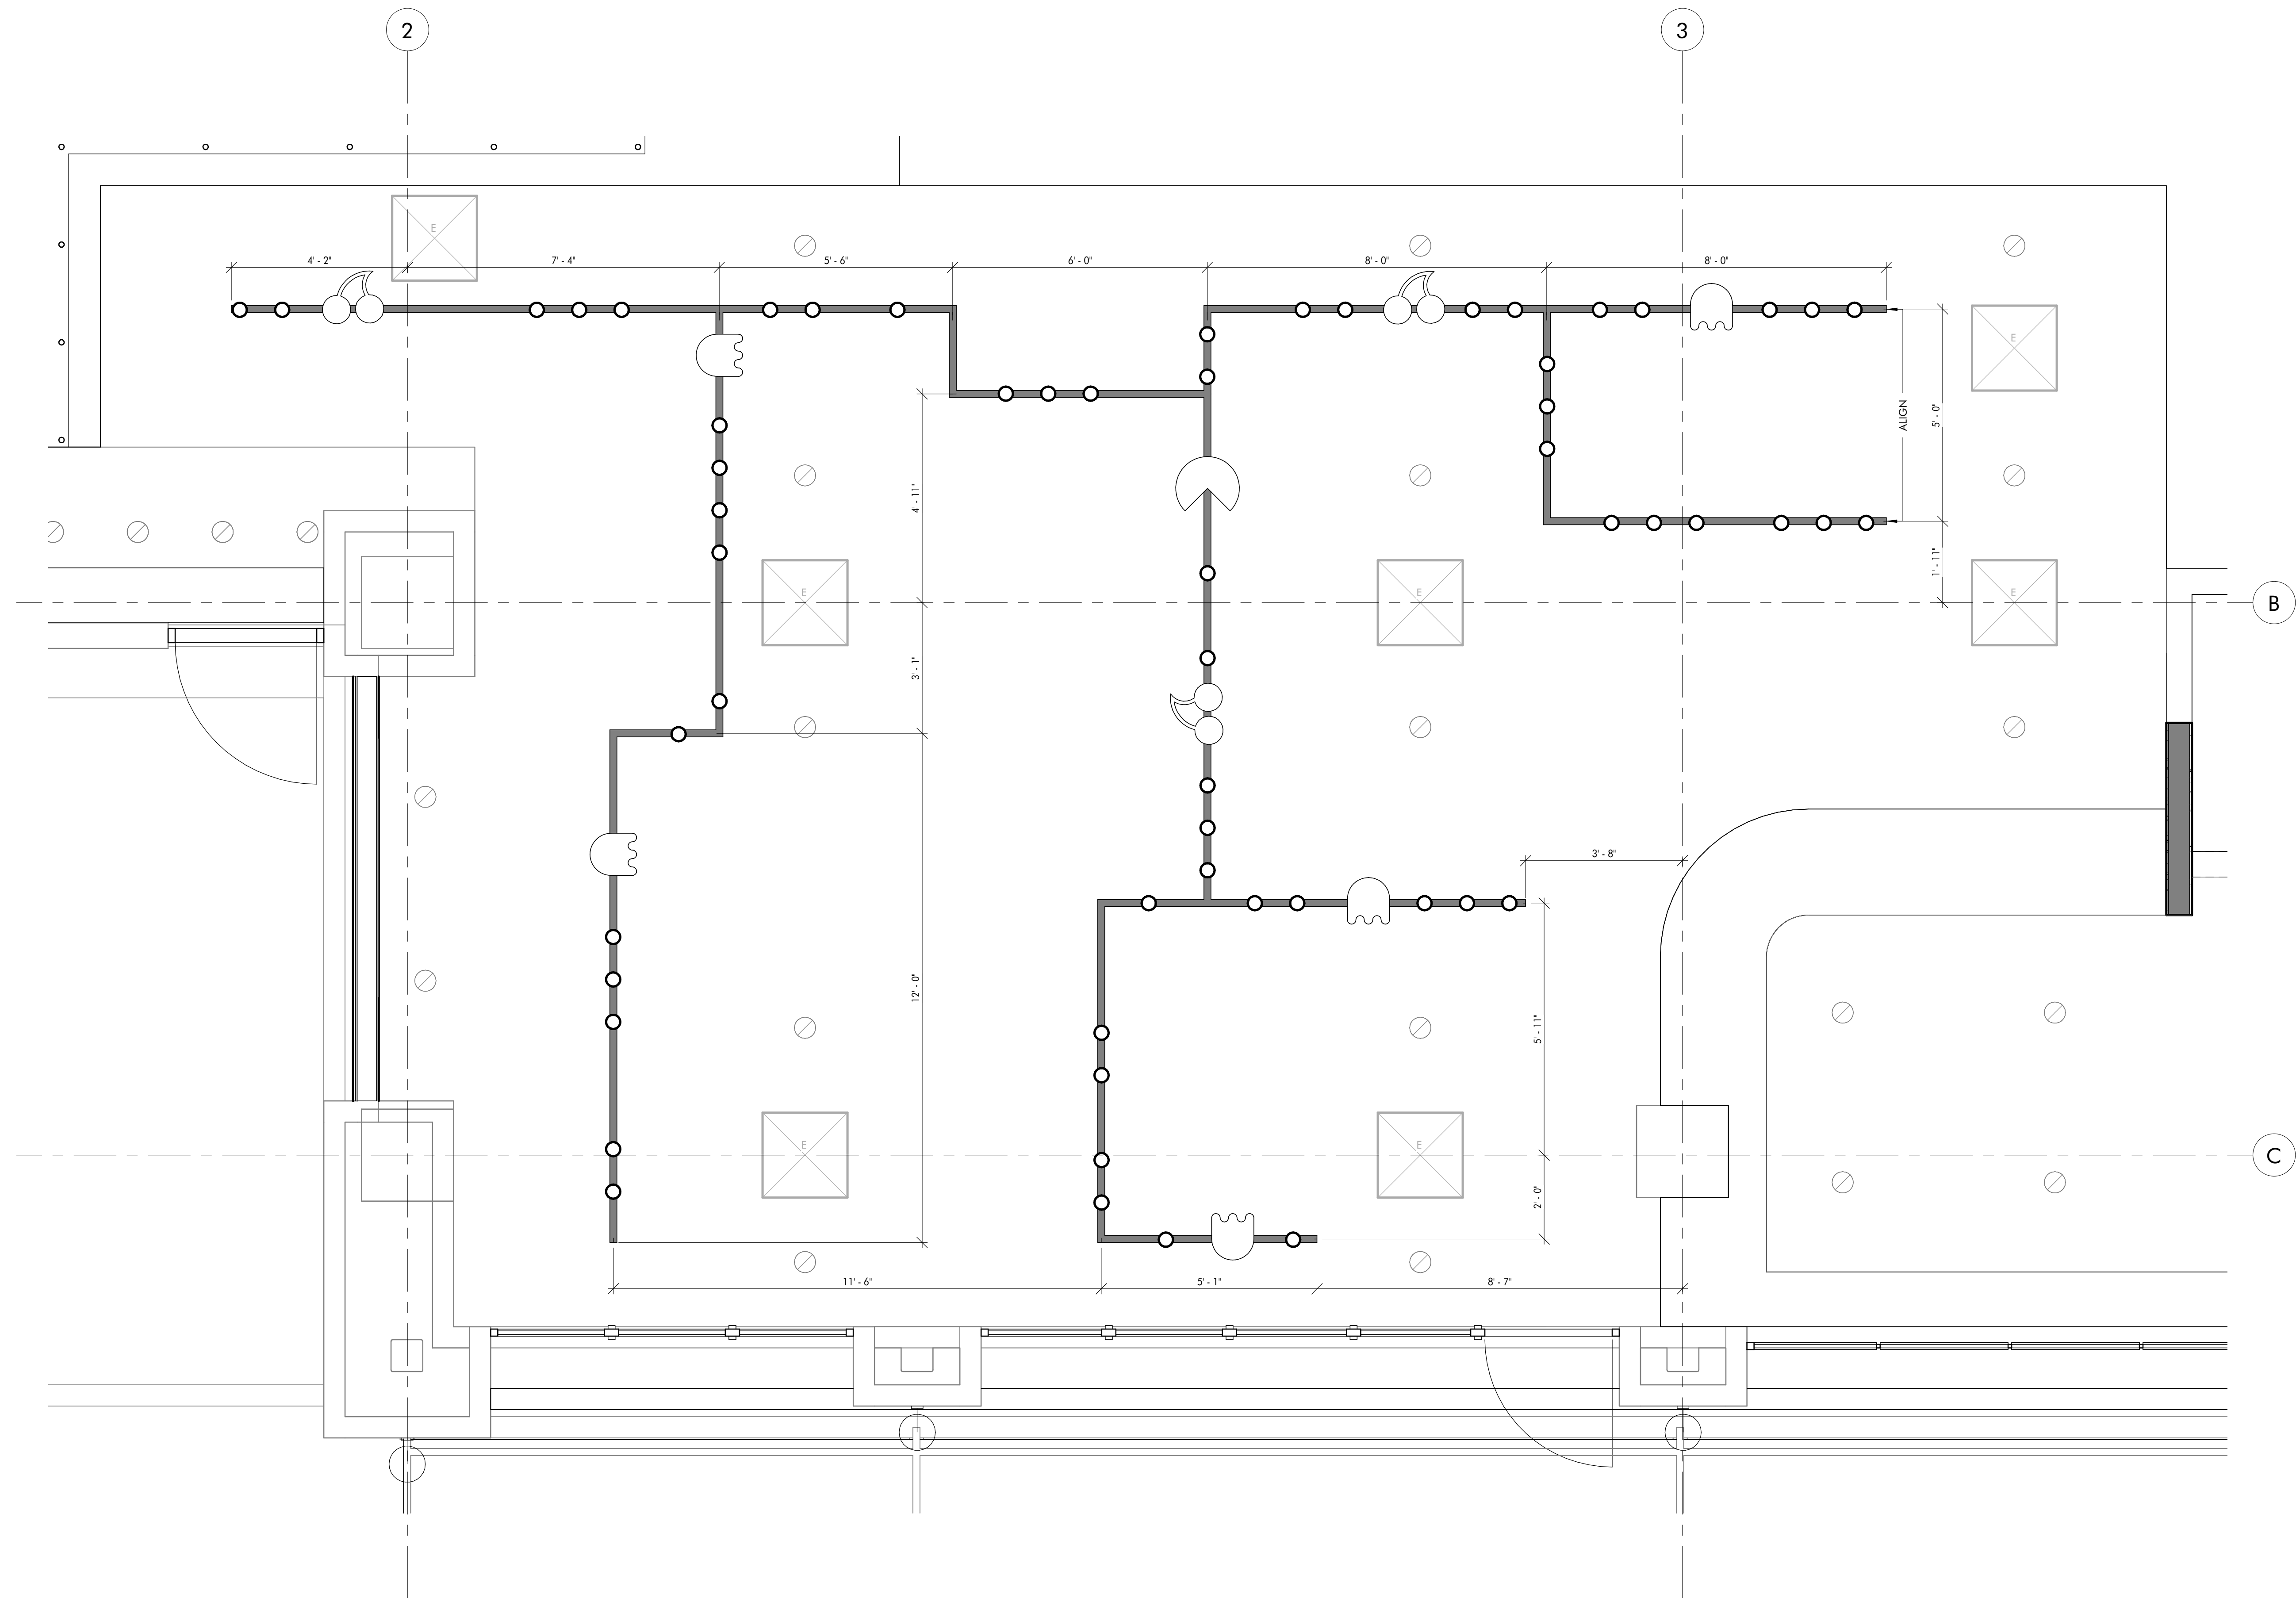 2
3
E
4' - 2"
7' - 4"
5' - 6"
6' - 0"
8' - 0"
8' - 0"
E
ALIGN
5' - 0"
4' - 11"
1' - 11"
E
E
E
B
3' - 1"
3' - 8"
12' - 0"
5' - 11"
E
E
C
2' - 0"
11' - 6"
5' - 1"
8' - 7"